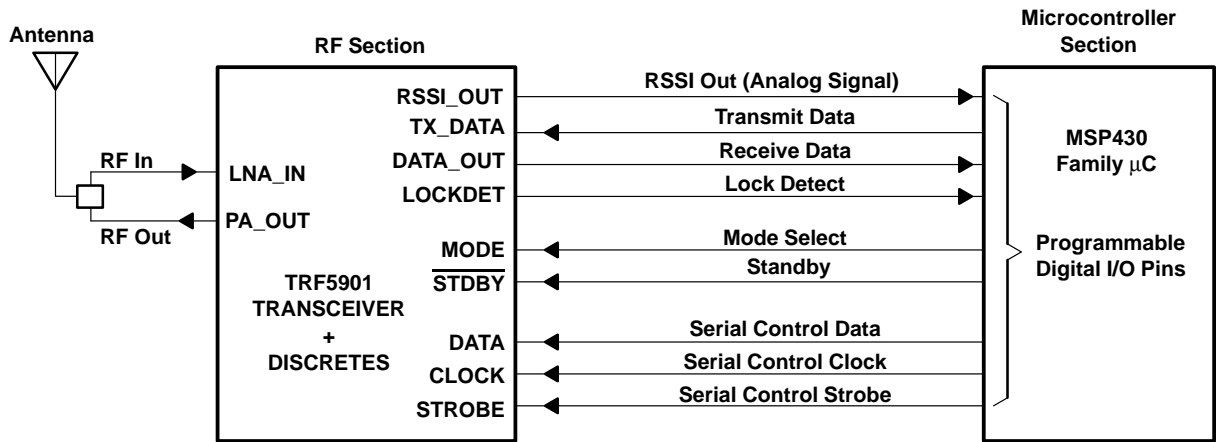 Antenna
RF Section
Microcontroller
Section
RSSI_OUT
RSSI Out (Analog Signal)
TX_DATA
Transmit Data
DATA_OUT
Receive Data
LOCKDET
Lock Detect
MODE
Mode Select
STDBY
Standby
DATA
Serial Control Data
CLOCK
Serial Control Clock
STROBE
Serial Control Strobe
RF In
LNA_IN
RF Out
PA_OUT
TRF5901
TRANSCEIVER
+
DISCRETES
MSP430
Family μC
Programmable
Digital I/O Pins